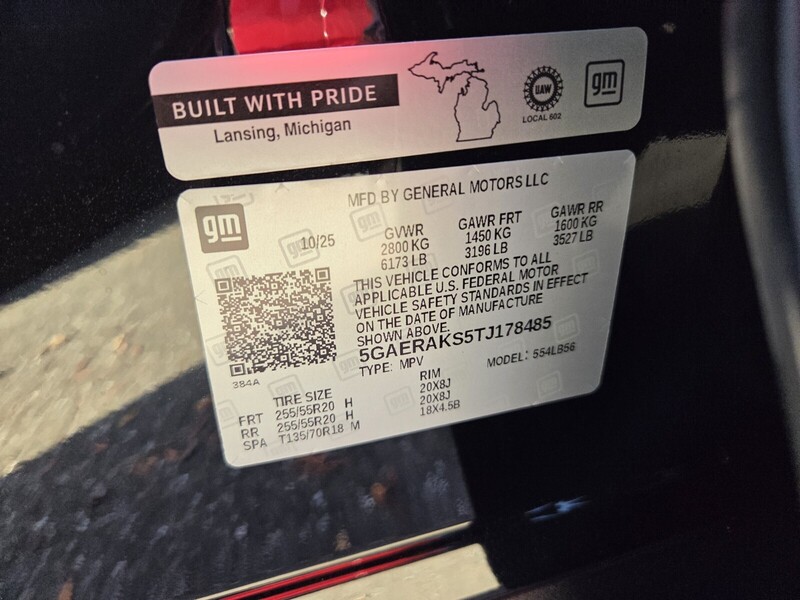 BUILT WITH PRIDE
Lansing, Michigan
UAW
LOCAL 602
gm
gm
MFD BY GENERAL MOTORS LLC
10/25
GVWR
2800 KG
6173 LB
GAWR FRT
1450 KG
3196 LB
GAWR RR
1600 KG
3527 LB
THIS VEHICLE CONFORMS TO ALL
APPLICABLE U.S. FEDERAL MOTOR
VEHICLE SAFETY STANDARDS IN EFFECT
ON THE DATE OF MANUFACTURE
SHOWN ABOVE.
5GAERAKS5TJ178485
TYPE: MPV
MODEL: 554LB56
384A
TIRE SIZE RIM
FRT 255/55R20 H 20X8J
RR 255/55R20 H 20X8J
SPA T135/70R18 M 18X4.5B